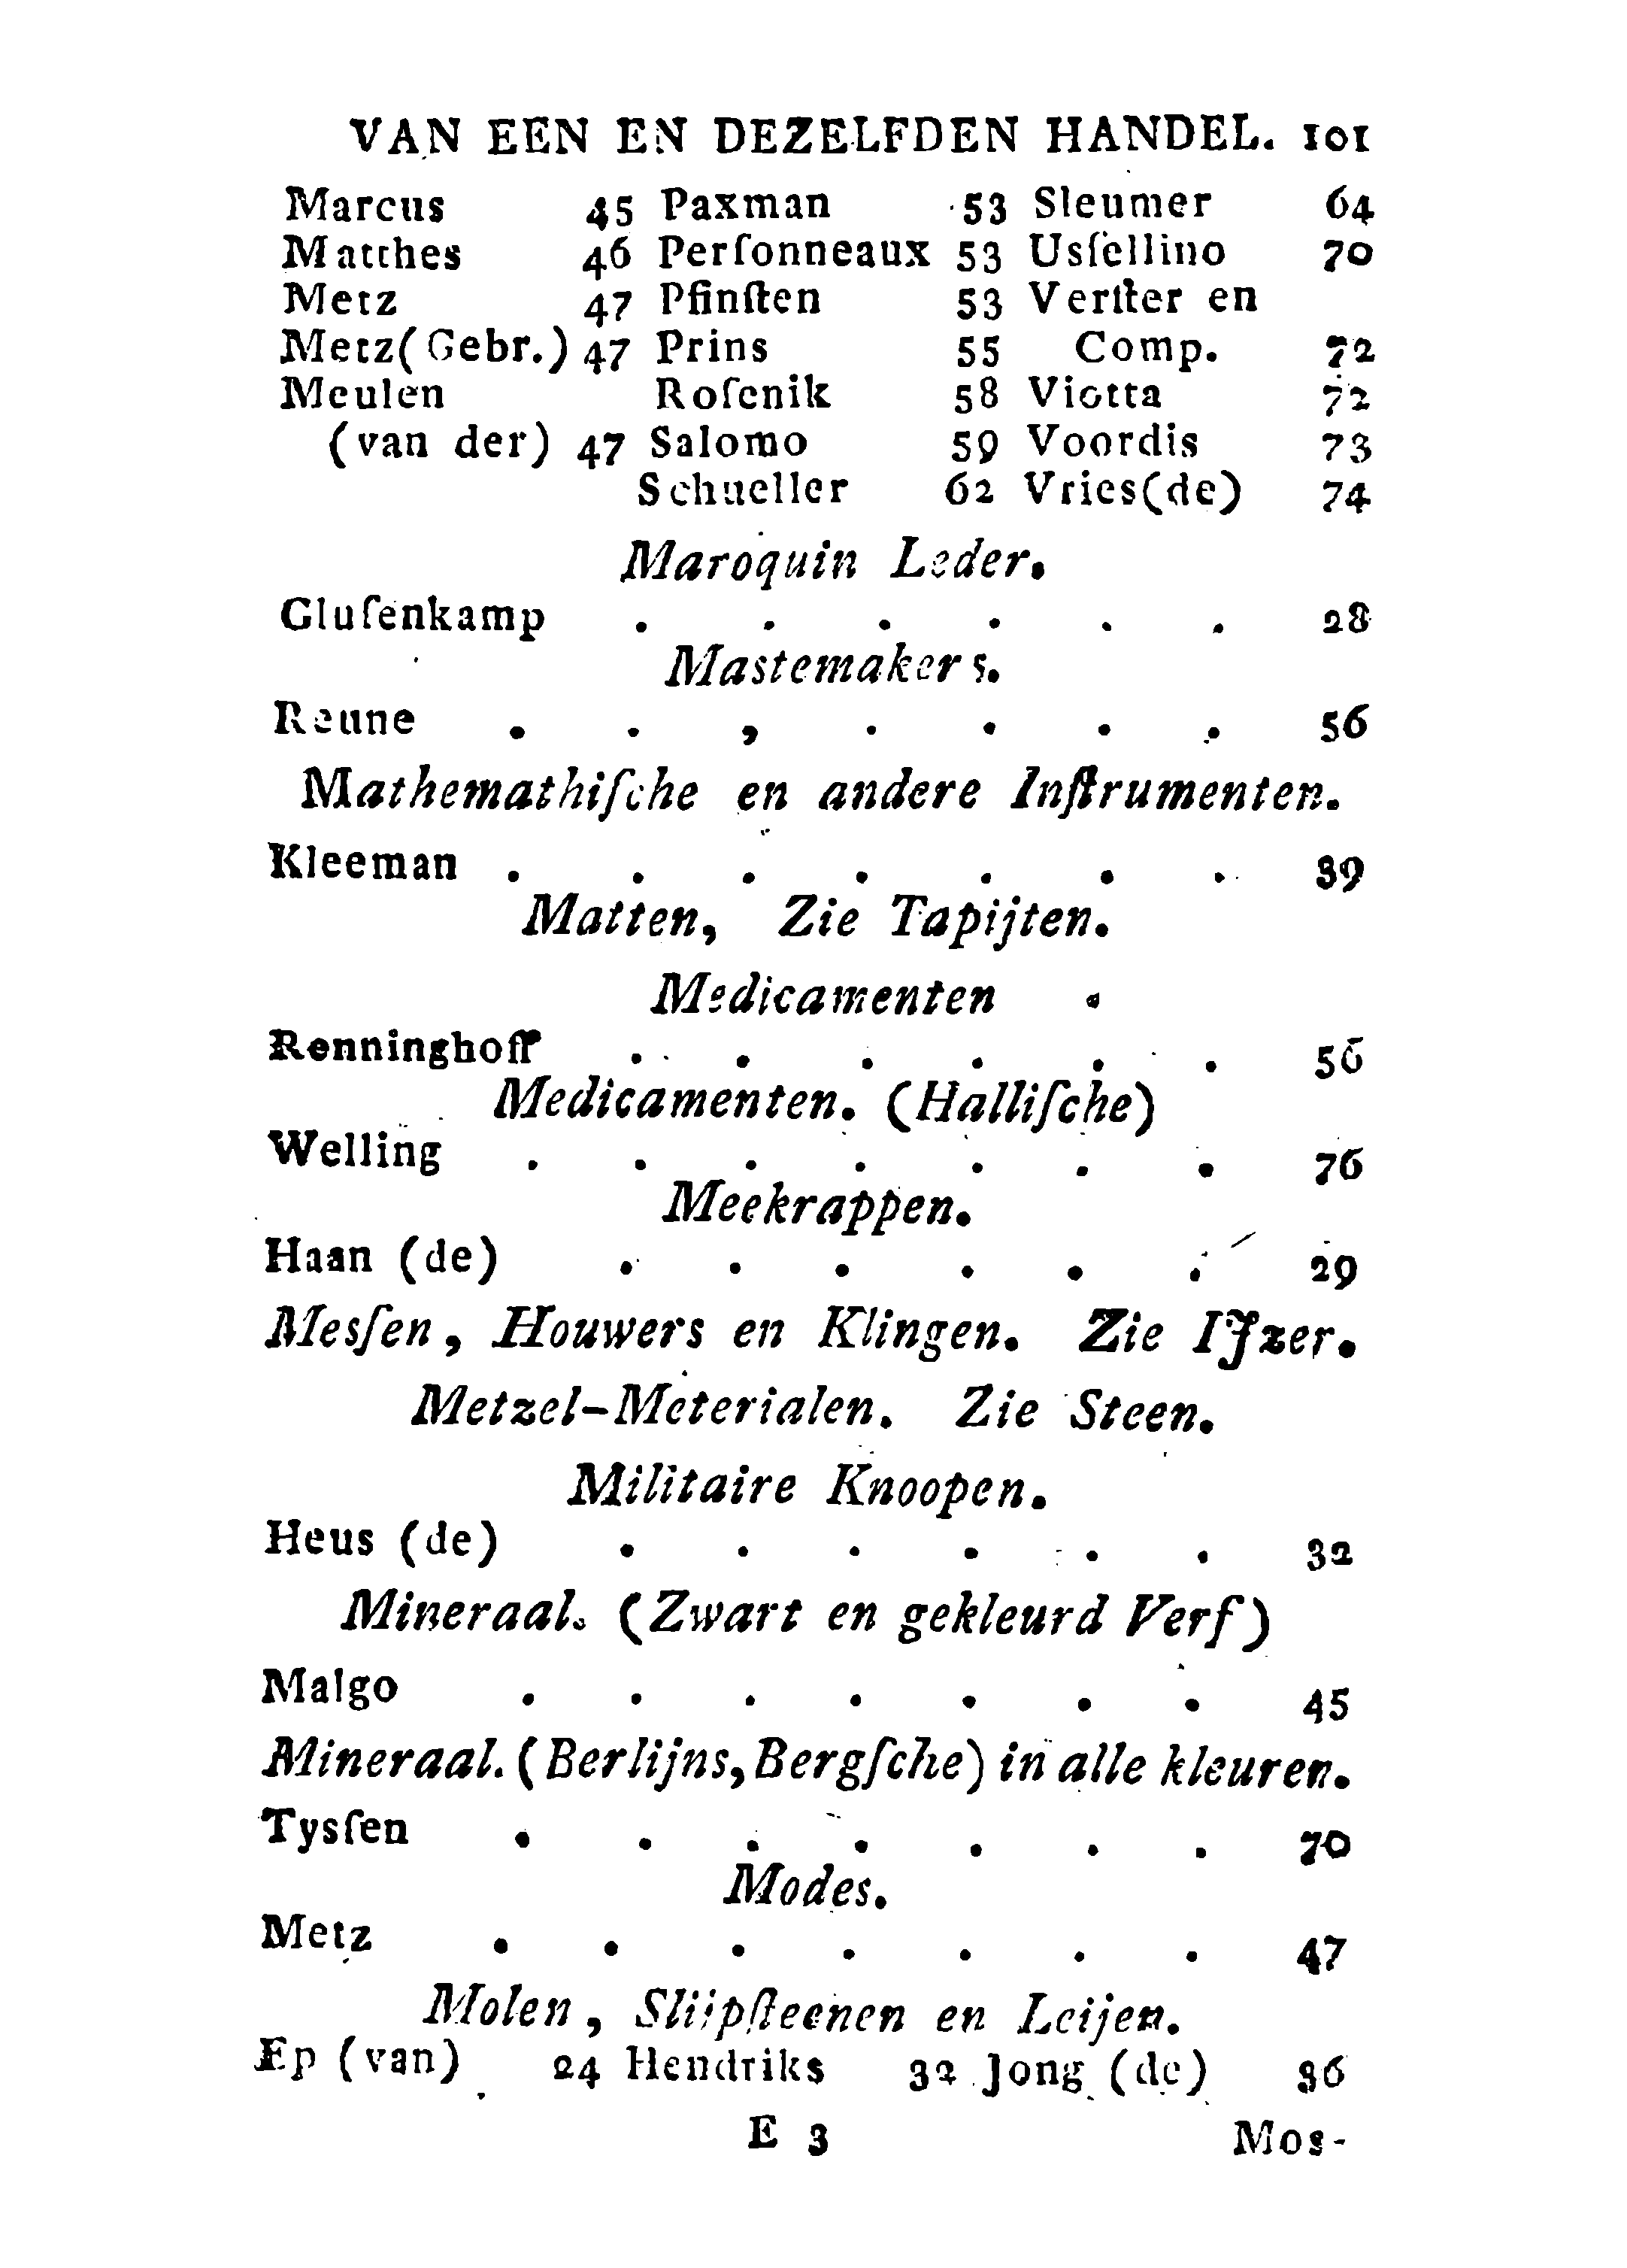 VAN EEN EN DEZELFDEN HANDEL. 101
Marcus 45 Paxman 53 Sleumer 64
Matthes 46 Perſonneaux 53 Usſellino 70
Metz 47 Pfinſten 53 Verſter en
Metz (Gebr.) 47 Prins 55 Comp. 72
Meulen Roſenik 58 Viotta 72
(van der) 47 Salomo 59 Voordis 73
Schueller 62 Vries (de) 74
Maroquin Leder.
Gluſenkamp . . . . . . 28
Mastemakers.
Reune . . , . . . . 56
Mathemathiſche en andere Inſtrumenten.
Kleeman . . . . . . . 39
Matten, Zie Tapijten.
Medicamenten .
Renninghoff . . . . . . 56
Medicamenten. (Halliſche)
Welling . . . . . . . 76
Meekrappen.
Haan (de) . . . . . . 29
Mesſen, Houwers en Klingen. Zie IJzer.
Metzel-Meterialen. Zie Steen.
Militaire Knoopen.
Heus (de) . . . . . . 32
Mineraal. (Zwart en gekleurd Verf)
Malgo . . . . . . . 45
Mineraal. (Berlijns, Bergſche) in alle kleuren.
Tysſen . . . . . . . 70
Modes.
Metz . . . . . . . 47
Molen, Slijpſteenen en Leijen.
Ep (van) 24 Hendriks 32 Jong (de) 36
E 3 Mos-